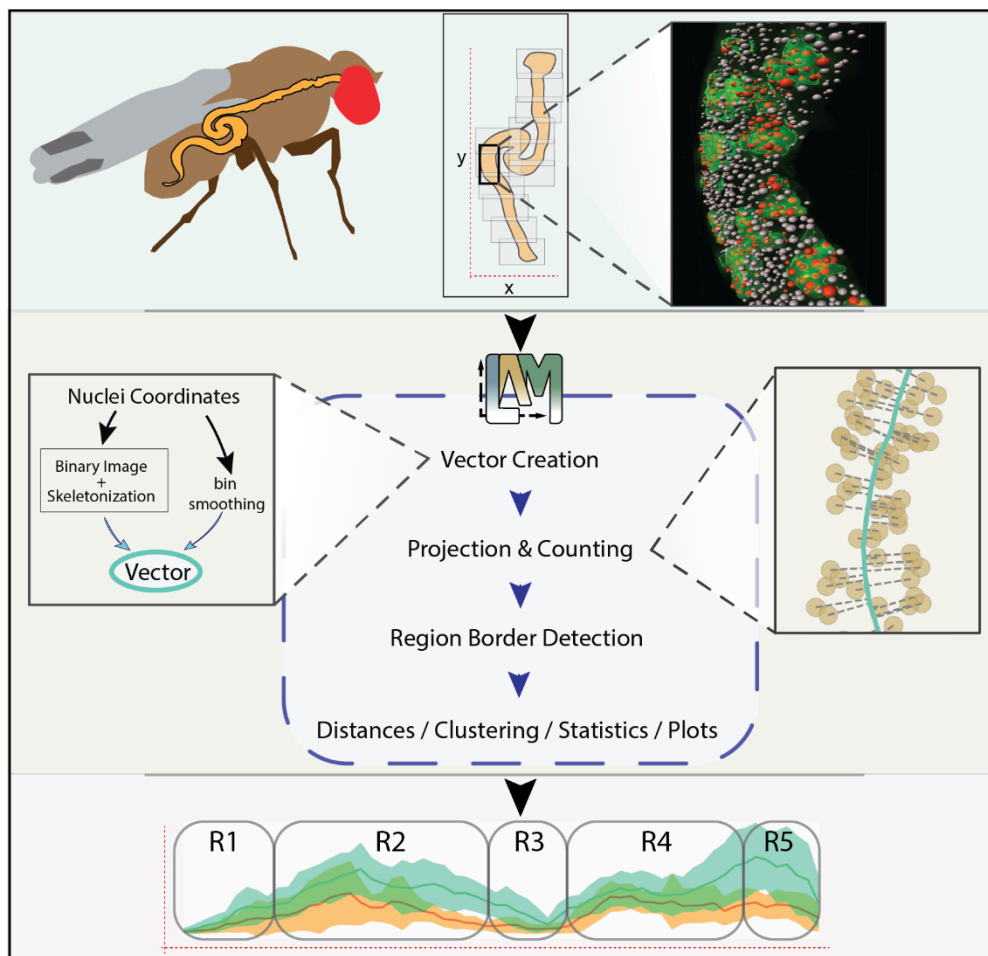 y
x
LAM
Nuclei Coordinates
Binary Image
+
Skeletonization
bin
smoothing
Vector
Vector Creation
Projection & Counting
Region Border Detection
Distances / Clustering / Statistics / Plots
R1 R2 R3 R4 R5